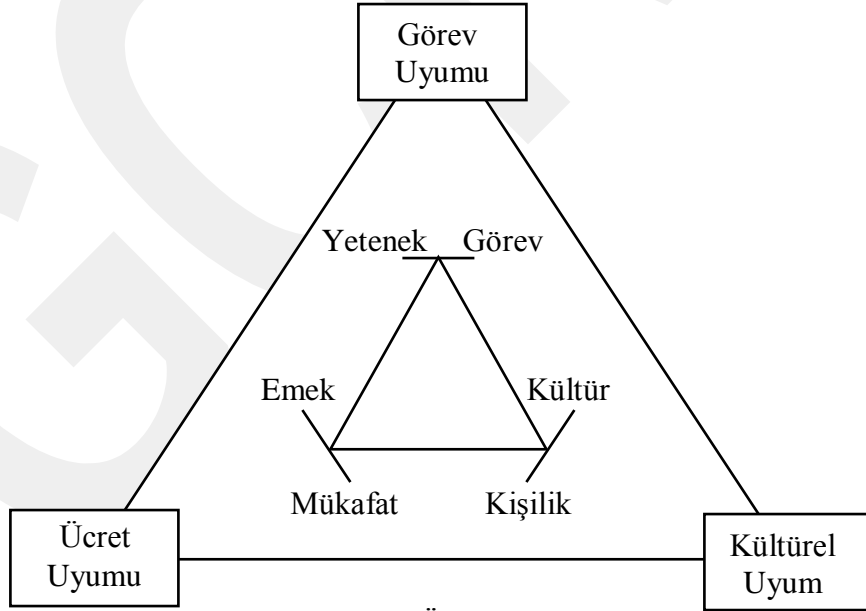 Görev
Uyumu
Yetenek Görev
Emek Kültür
Mükafat Kişilik
Ücret
Uyumu
Kültürel
Uyum